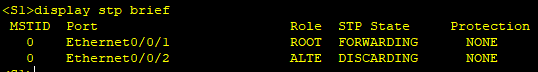 <S1>display stp brief
MSTID Port Role STP State Protection
0 Ethernet0/0/1 ROOT FORWARDING NONE
0 Ethernet0/0/2 ALTE DISCARDING NONE